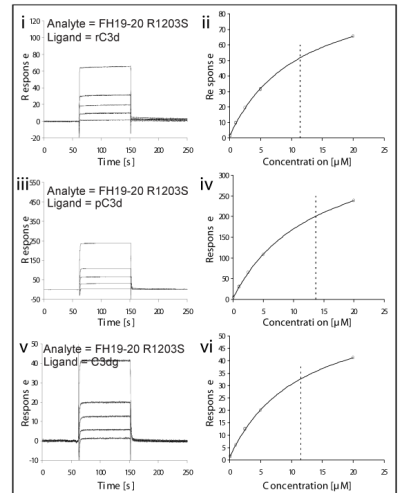 i Analyte = FH19-20 R1203S
Ligand = rC3d
120
100
80
60
40
20
0
-20
R espons e
0 50 100 150 200 250
Time [s]
ii
80
70
60
50
40
30
20
10
0
Re spons e
0 5 10 15 20 25
Concentrati on [µM]
iii Analyte = FH19-20 R1203S
Ligand = pC3d
550
450
350
250
150
50
-50
Respons e
0 50 100 150 200 250
Time [s]
iv
300
250
200
150
100
50
0
Respons e
0 5 10 15 20 25
Concentration [µM]
v Analyte = FH19-20 R1203S
Ligand = C3dg
50
40
30
20
10
0
-10
Respons e
0 50 100 150 200 250
Time [s]
vi
50
45
40
35
30
25
20
15
10
5
0
Respons e
0 5 10 15 20 25
Concentration [µM]